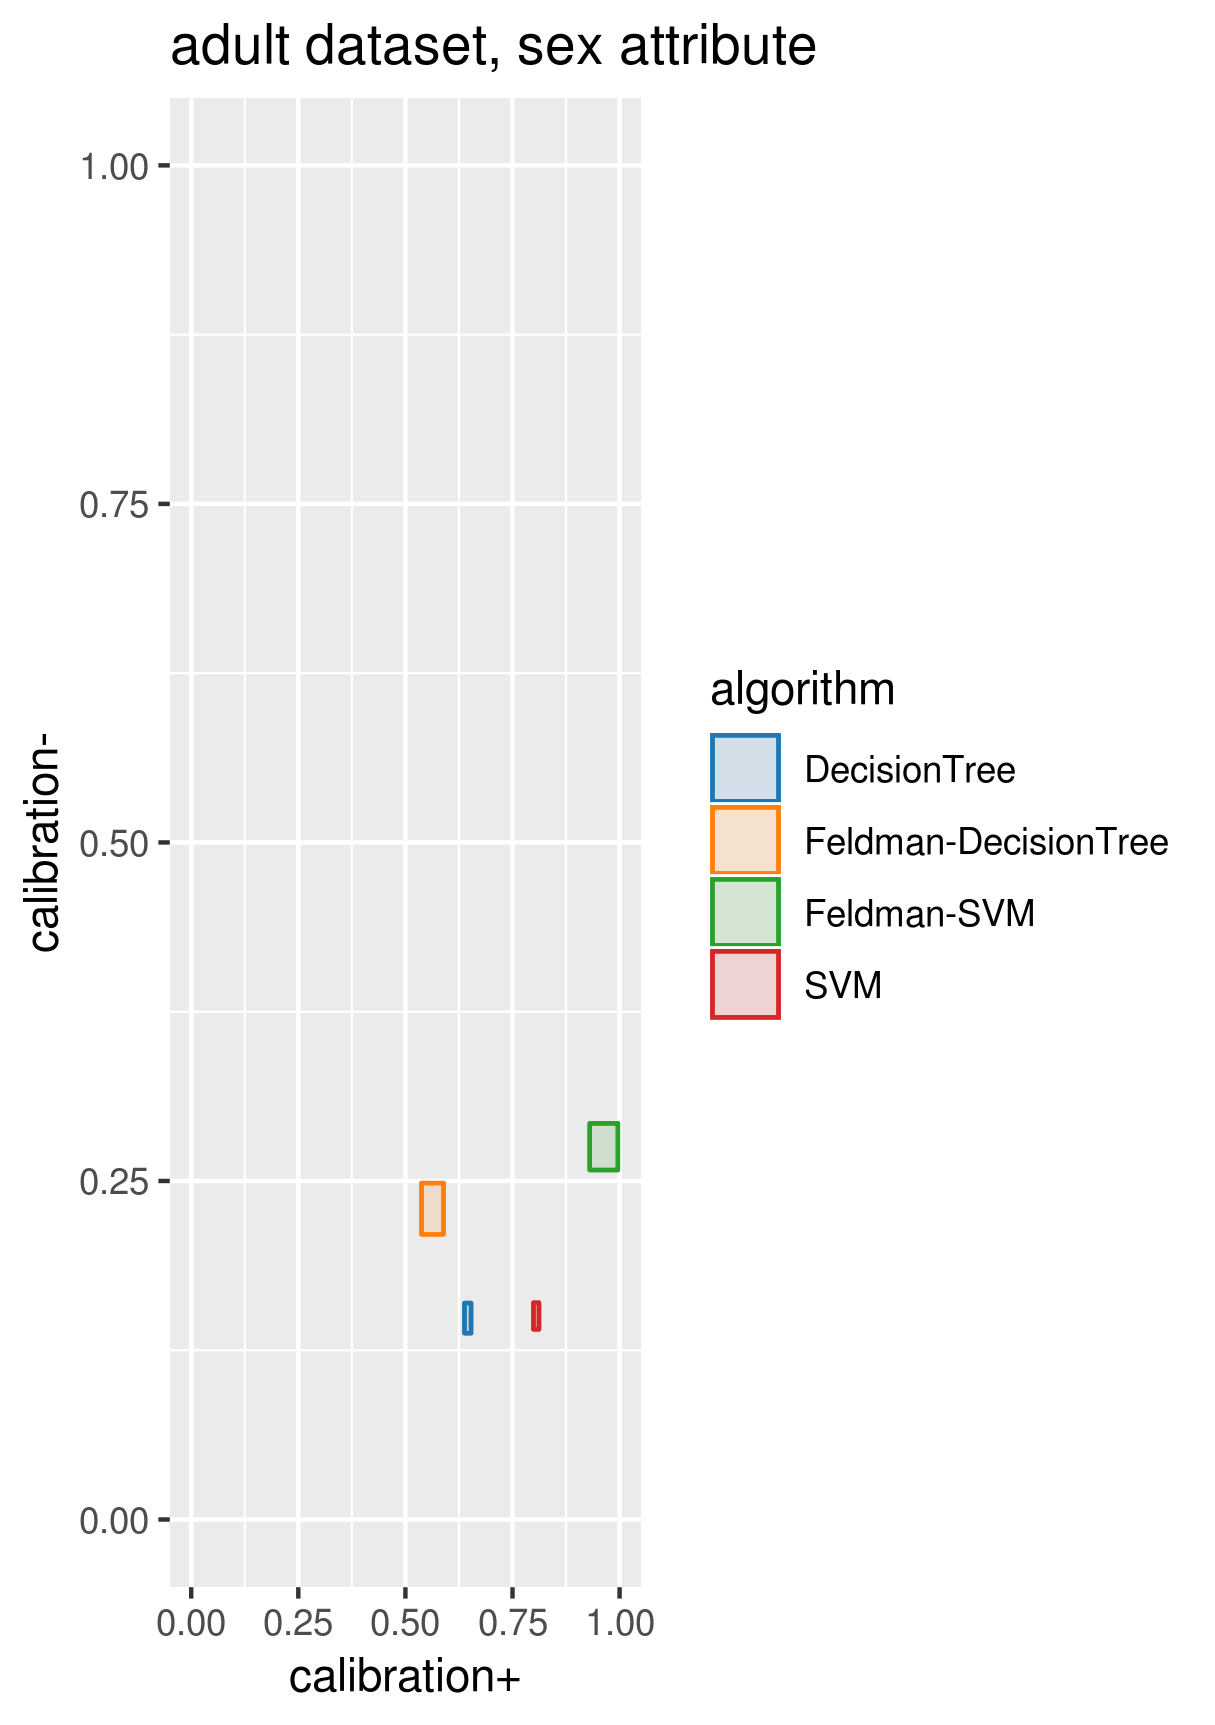 adult dataset, sex attribute
1.00
0.75
0.50
0.25
0.00
calibration-
0.00 0.25 0.50 0.75 1.00
calibration+
algorithm
DecisionTree
Feldman-DecisionTree
Feldman-SVM
SVM